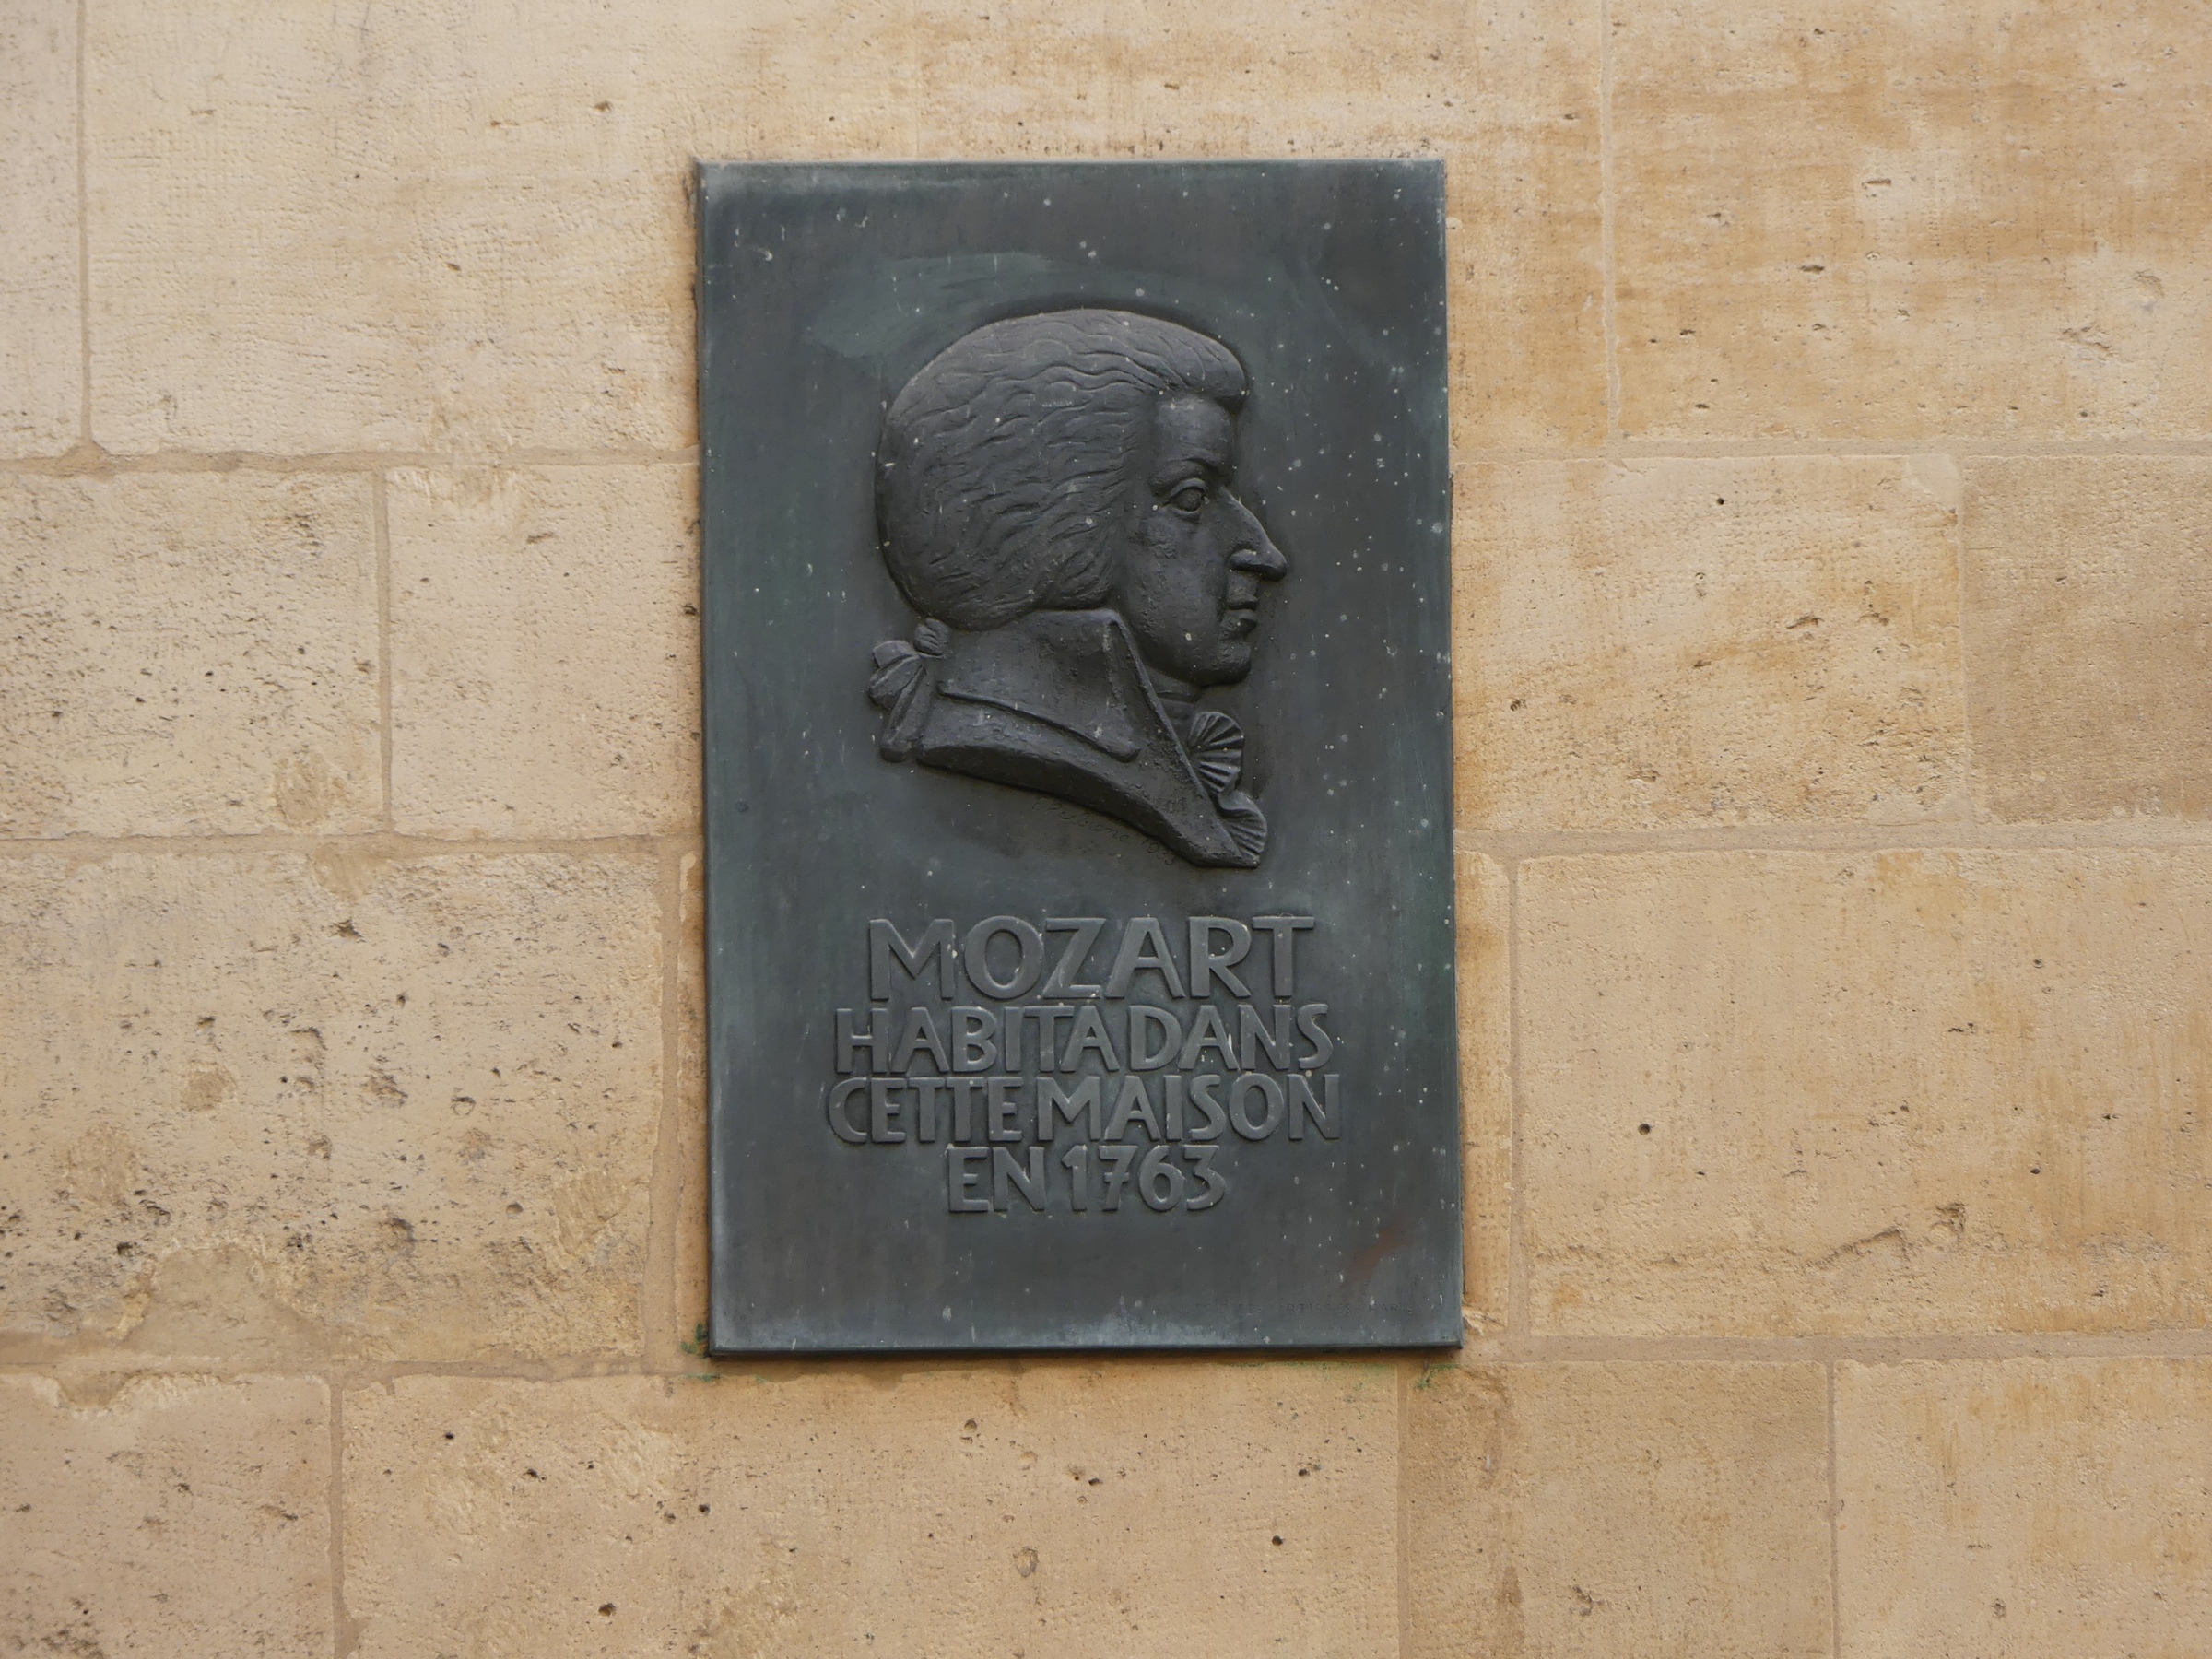 MOZART
HABITA DANS
CETTE MAISON
EN 1763